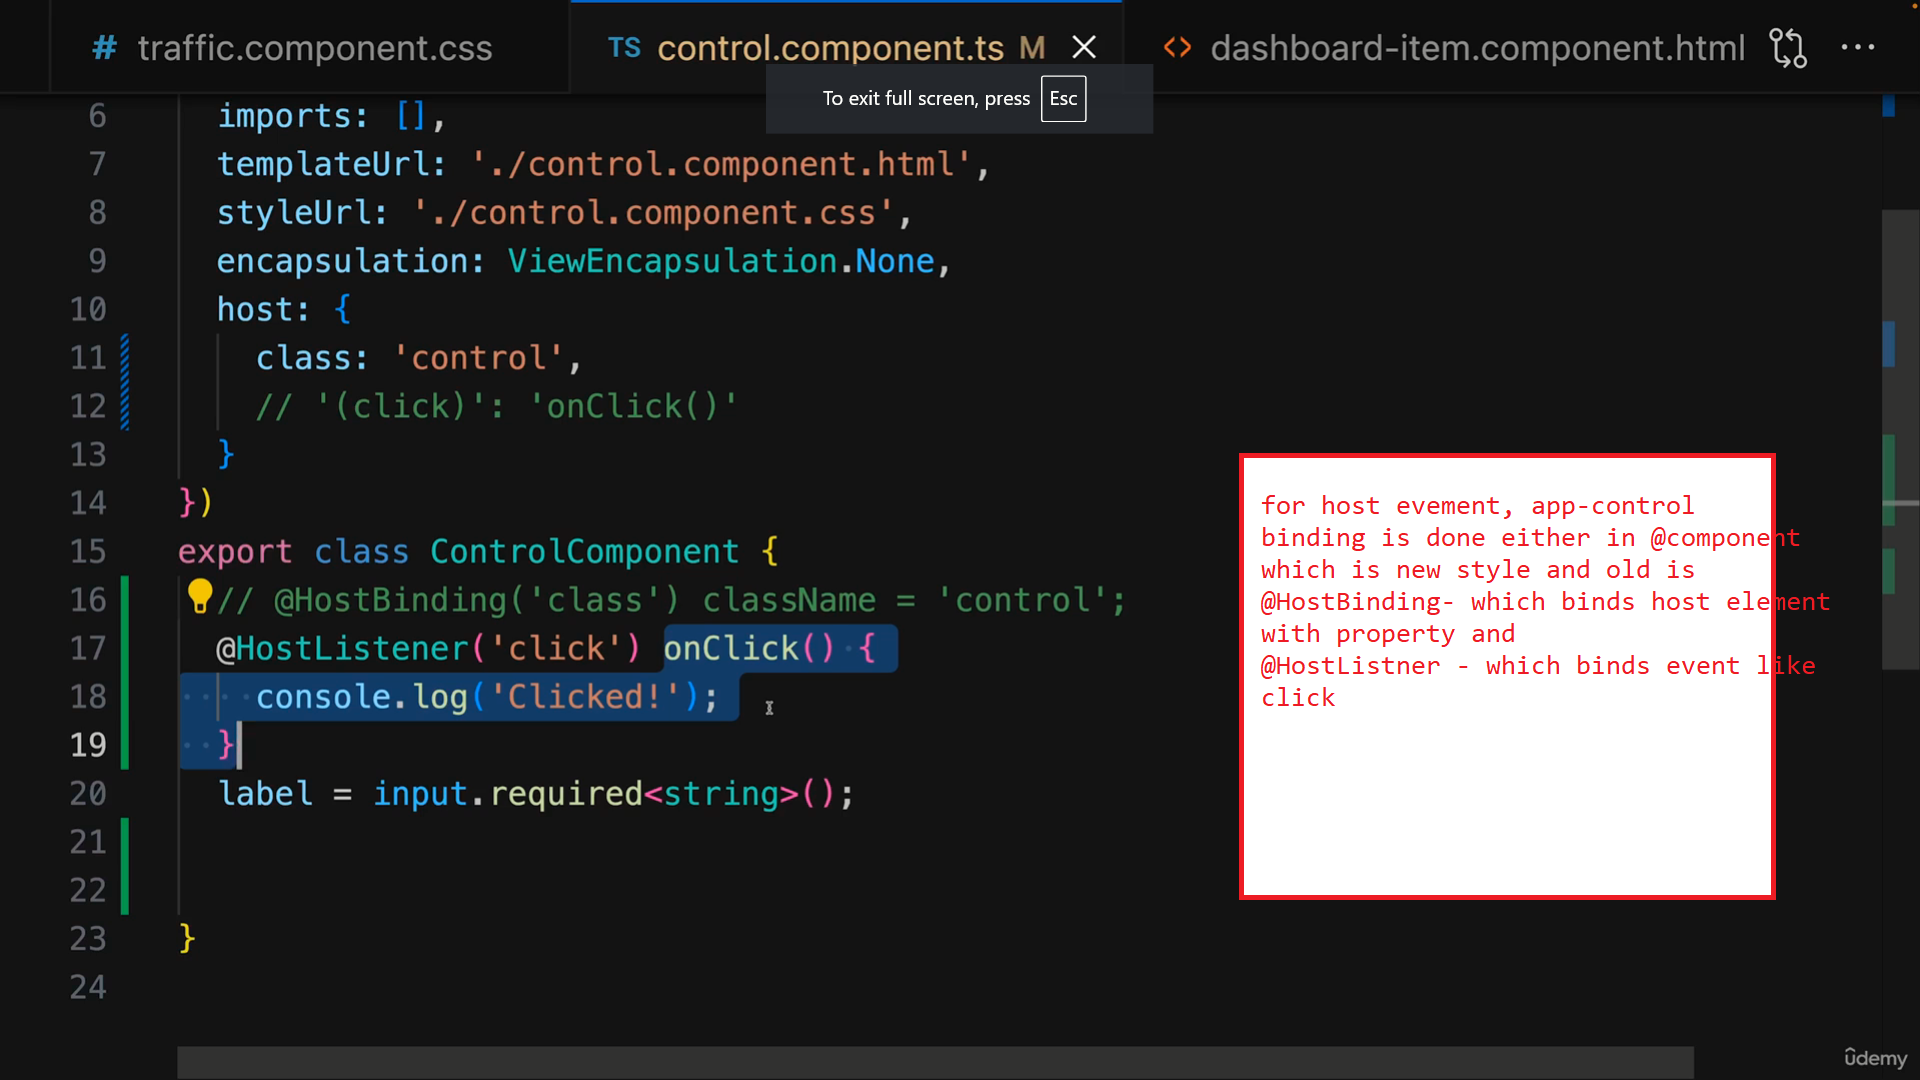 # traffic.component.css
TS control.component.ts M
<> dashboard-item.component.html
To exit full screen, press Esc
6 imports: [],
7 templateUrl: './control.component.html',
8 styleUrl: './control.component.css',
9 encapsulation: ViewEncapsulation.None,
10 host: {
11 class: 'control',
12 // '(click)': 'onClick()'
13 }
14 })
15 export class ControlComponent {
16 // @HostBinding('class') className = 'control';
17 @HostListener('click') onClick() {
18 console.log('Clicked!');
19 }
20 label = input.required<string>();
21
22
23 }
24
for host evement, app-control
binding is done either in @component
which is new style and old is
@HostBinding- which binds host element
with property and
@HostListner - which binds event like
click
ûdemy